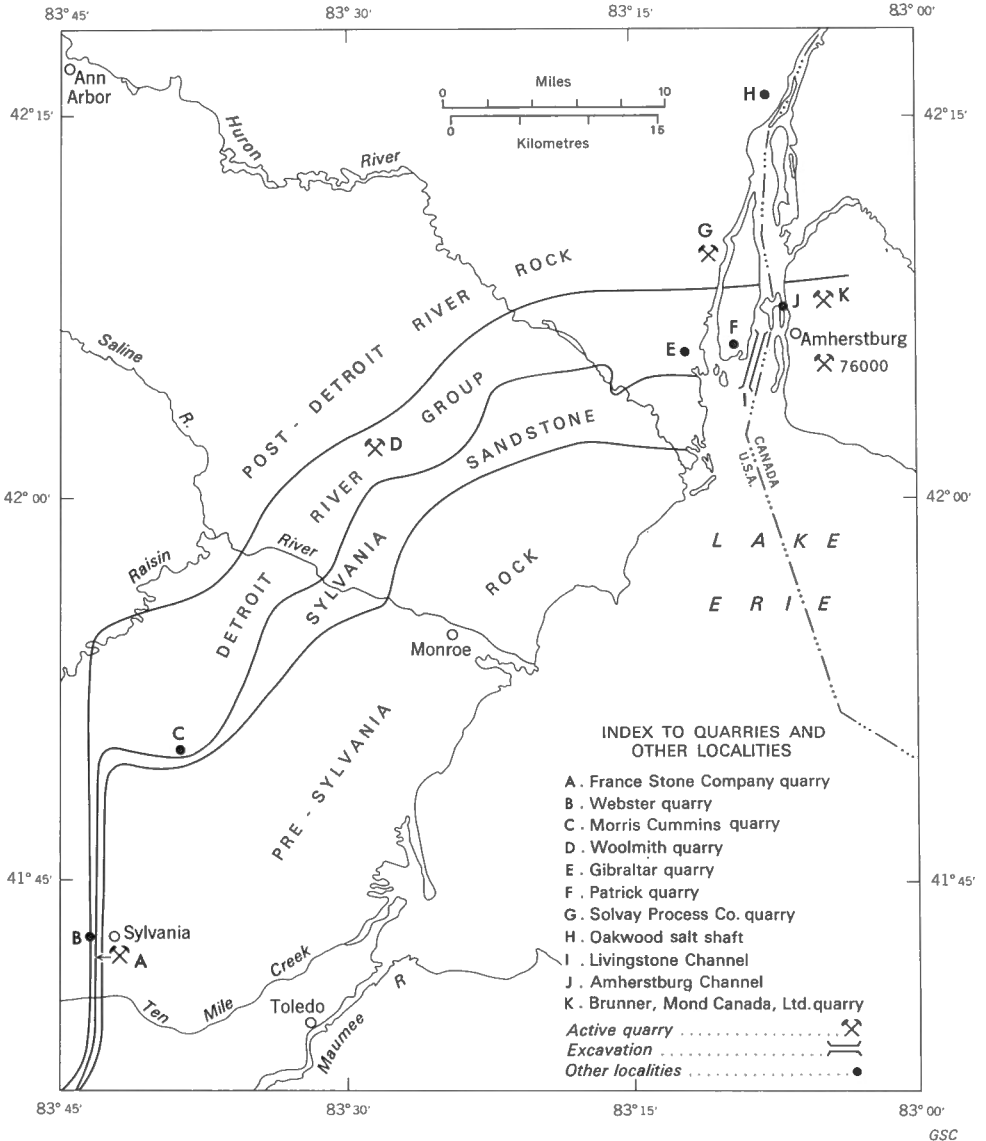 83°45'
83°30'
83°15'
83°00'
Ann
Arbor
Miles
0 10
0 15
Kilometres
H
42°15'
42°15'
Huron
River
G
POST - DETROIT RIVER ROCK
J
K
F
E
Amherstburg
76000
I
Saline
R.
DETROIT RIVER GROUP
D
SYLVANIA SANDSTONE
CANADA
U.S.A.
42°00'
42°00'
Raisin
River
LAKE
ERIE
PRE - SYLVANIA ROCK
Monroe
C
INDEX TO QUARRIES AND
OTHER LOCALITIES
A . France Stone Company quarry
B . Webster quarry
C . Morris Cummins quarry
D . Woolmith quarry
E . Gibraltar quarry
F . Patrick quarry
G . Solvay Process Co. quarry
H . Oakwood salt shaft
I . Livingstone Channel
J . Amherstburg Channel
K . Brunner, Mond Canada, Ltd. quarry
Active quarry ..................
Excavation ..................
Other localities ..................
41°45'
41°45'
B
Sylvania
A
Ten Mile Creek
Toledo
Maumee R
83°45'
83°30'
83°15'
83°00'
GSC